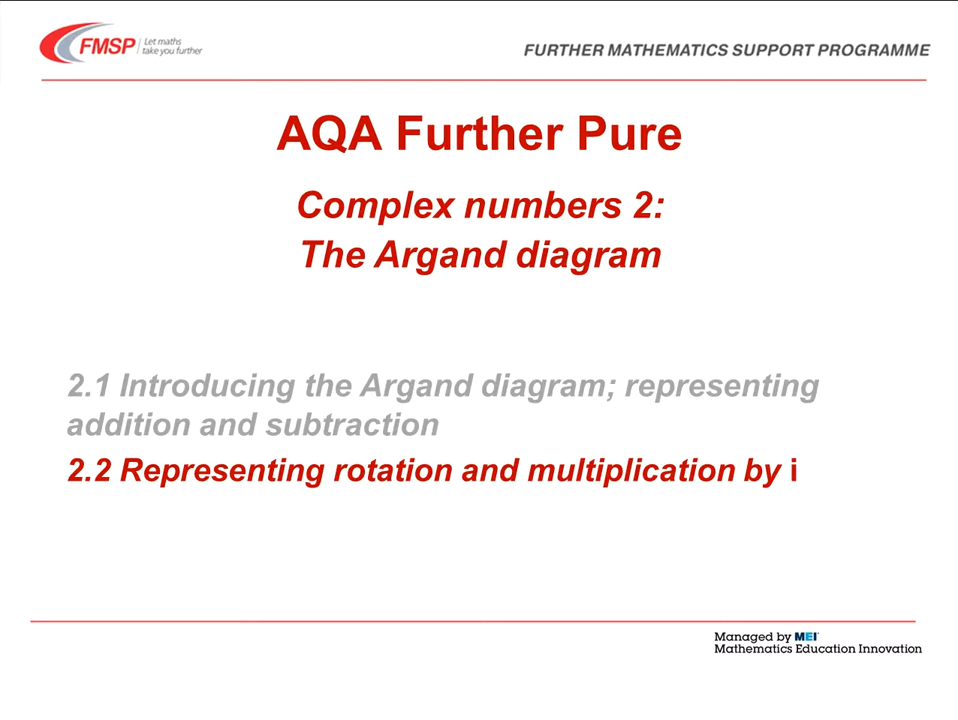 FMSP
Let maths
take you further
FURTHER MATHEMATICS SUPPORT PROGRAMME
AQA Further Pure
Complex numbers 2:
The Argand diagram
2.1 Introducing the Argand diagram; representing
addition and subtraction
2.2 Representing rotation and multiplication by i
Managed by MEI
Mathematics Education Innovation